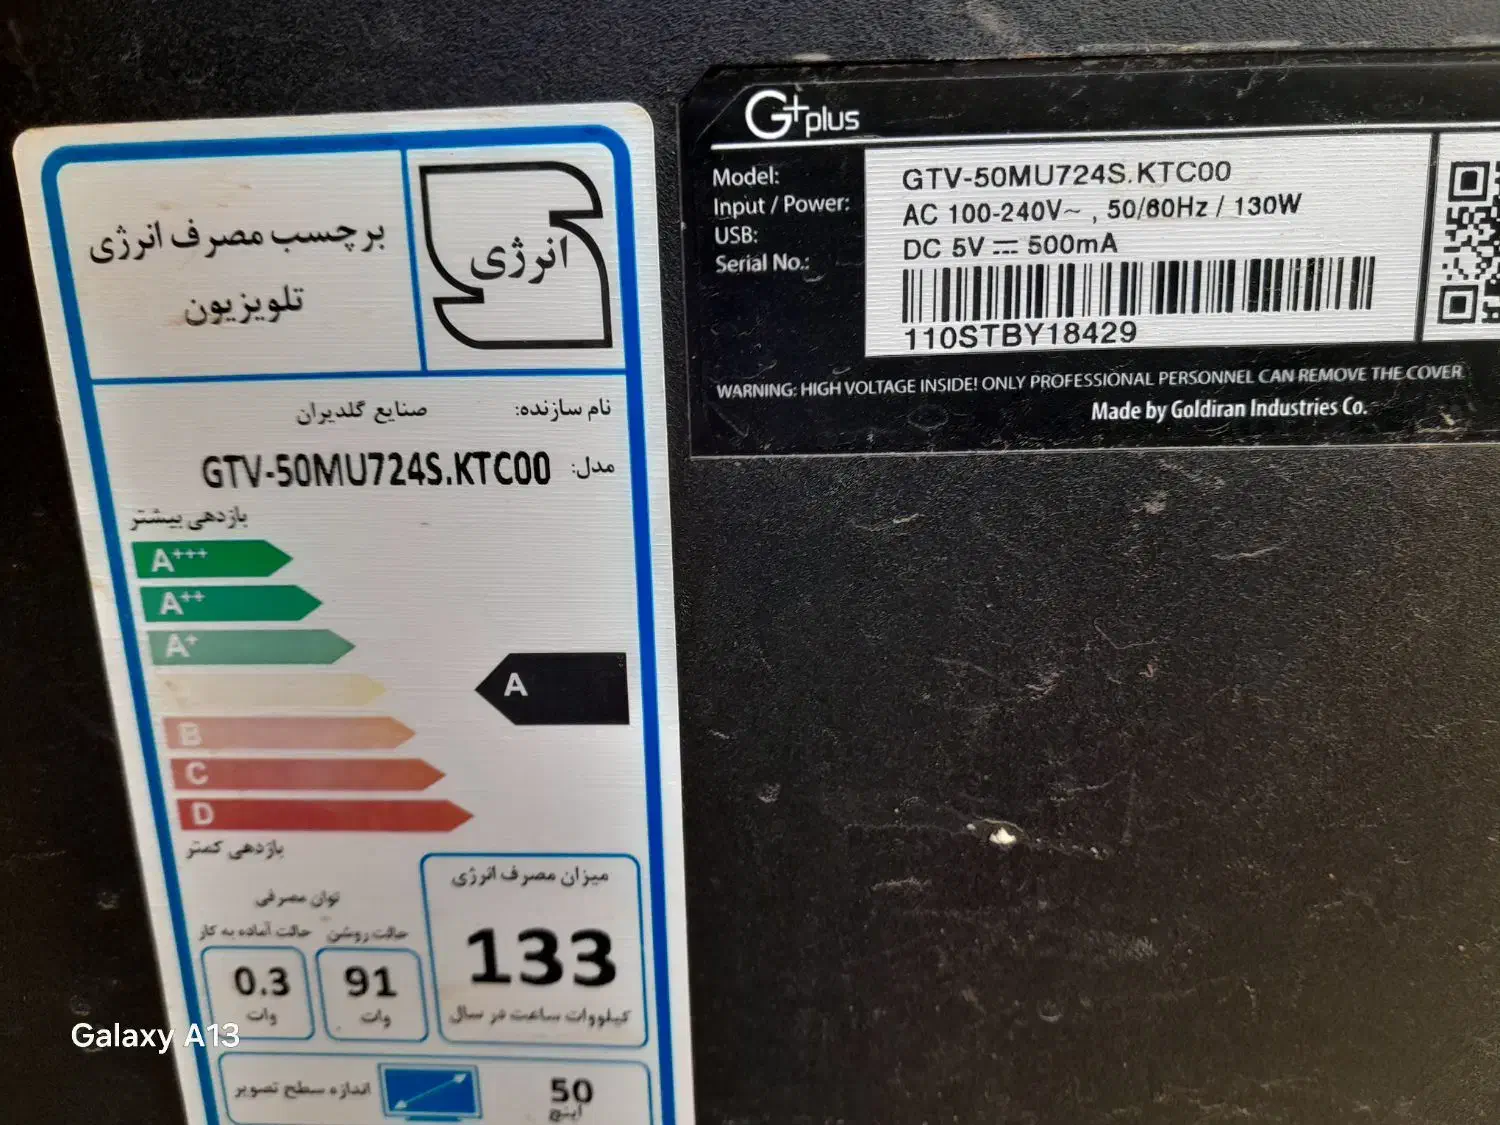 برچسب مصرف انرژی
تلویزیون
انرژی
نام سازنده: صنایع گلدیران
مدل: GTV-50MU724S.KTC00
بازدهی بیشتر
A+++
A++
A+
A
B
C
D
بازدهی کمتر
توان مصرفی
حالت روشن حالت آماده به کار
91
وات
0.3
وات
میزان مصرف انرژی
133
کیلووات ساعت در سال
اندازه سطح تصویر
50
اینچ
G+plus
Model: GTV-50MU724S.KTC00
Input / Power: AC 100-240V~ , 50/60Hz / 130W
USB: DC 5V ⎓ 500mA
Serial No.:
110STBY18429
WARNING: HIGH VOLTAGE INSIDE! ONLY PROFESSIONAL PERSONNEL CAN REMOVE THE COVER
Made by Goldiran Industries Co.
Galaxy A13